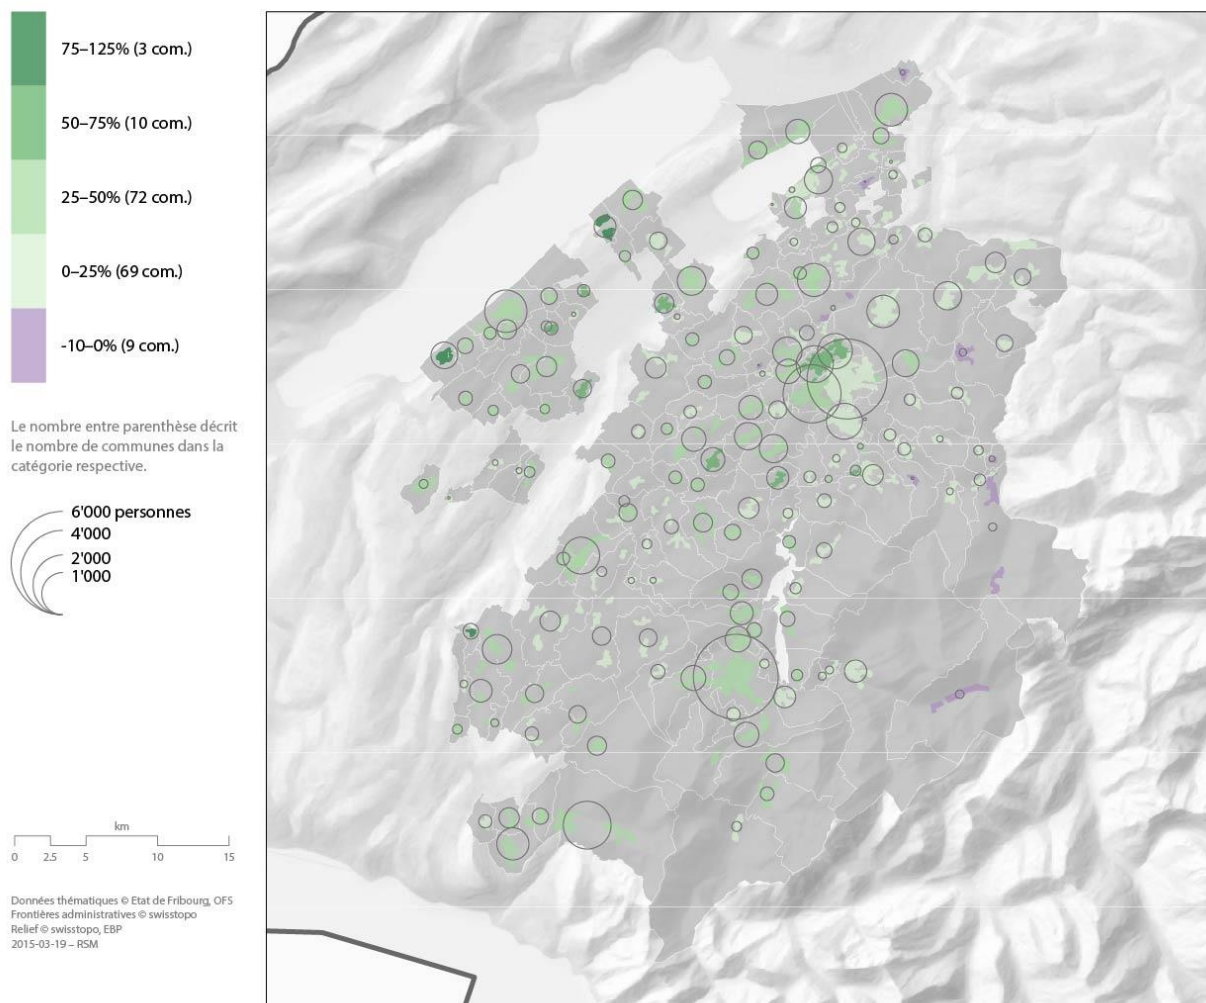 75–125% (3 com.)
50–75% (10 com.)
25–50% (72 com.)
0–25% (69 com.)
-10–0% (9 com.)
Le nombre entre parenthèse décrit
le nombre de communes dans la
catégorie respective.
6'000 personnes
4'000
2'000
1'000
km
0 2.5 5 10 15
Données thématiques © Etat de Fribourg, OFS
Frontières administratives © swisstopo
Relief © swisstopo, EBP
2015-03-19 – RSM